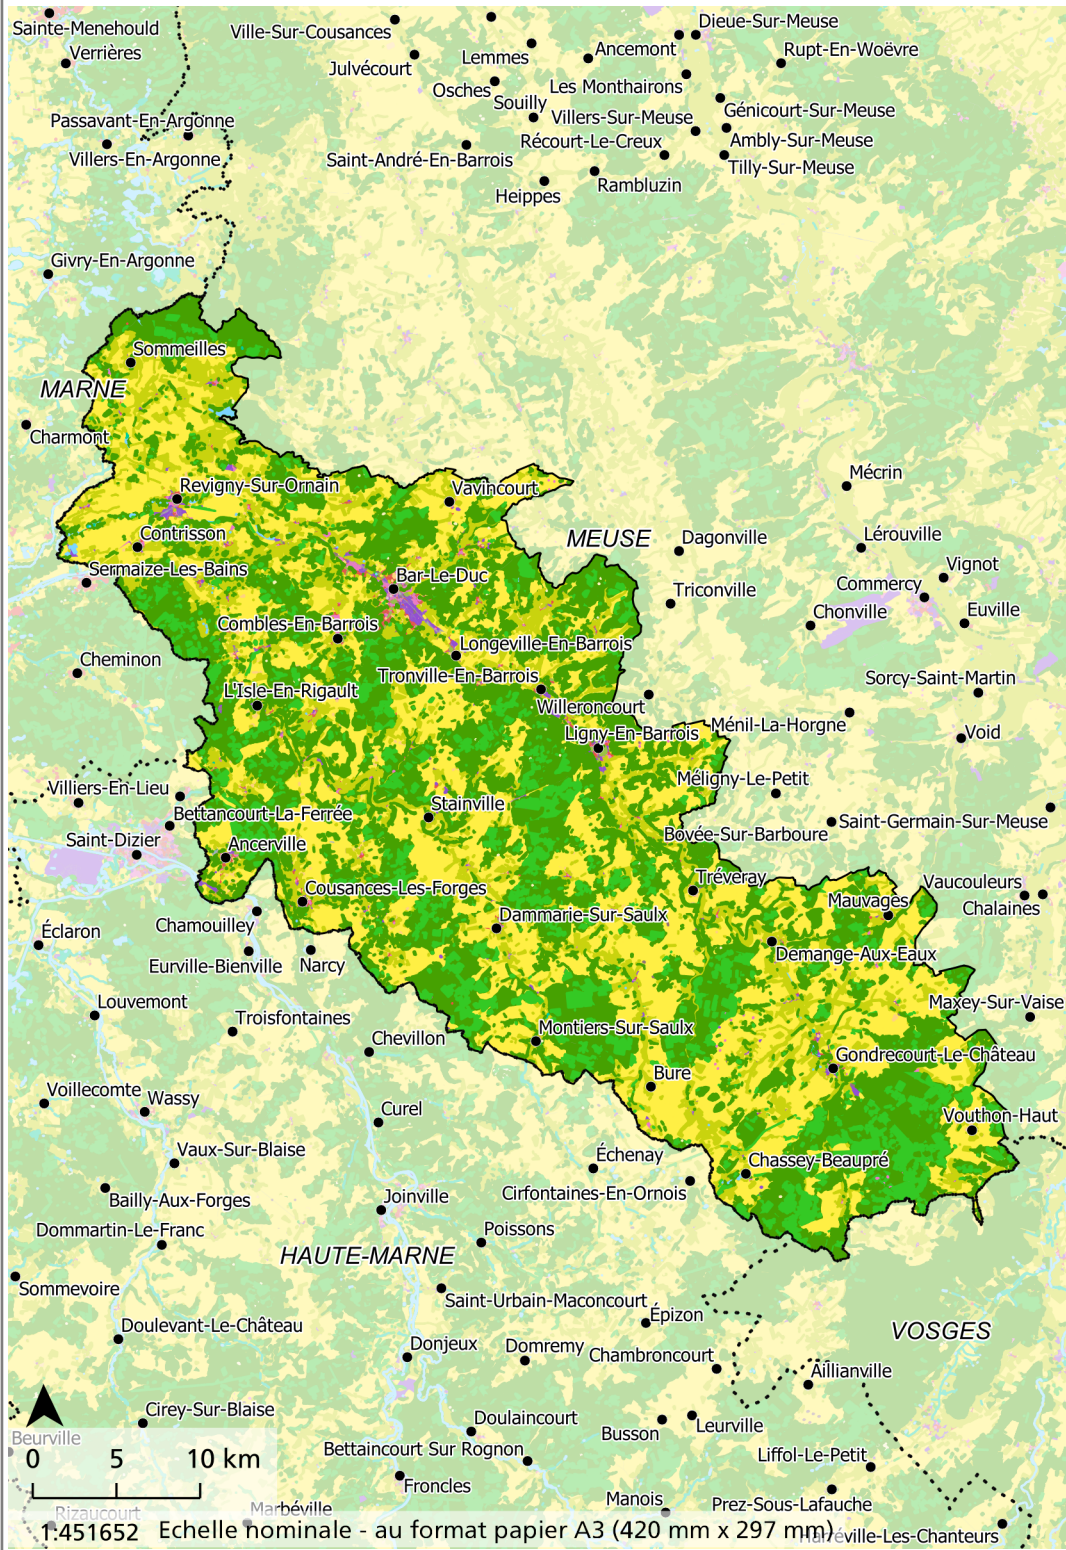 Sainte-Menehould
Verrières
Ville-Sur-Cousances
Julvécourt
Lemmes
Osches
Souilly
Ancemont
Dieue-Sur-Meuse
Rupt-En-Woëvre
Les Monthairons
Villers-Sur-Meuse
Génicourt-Sur-Meuse
Récourt-Le-Creux
Ambly-Sur-Meuse
Tilly-Sur-Meuse
Passavant-En-Argonne
Villers-En-Argonne
Saint-André-En-Barrois
Heippes
Rambluzin
Givry-En-Argonne
Sommeilles
MARNE
Charmont
Revigny-Sur-Ornain
Vavincourt
Mécrin
Contrisson
MEUSE
Dagonville
Lérouville
Sermaize-Les-Bains
Bar-Le-Duc
Triconville
Vignot
Commercy
Chonville
Euville
Combles-En-Barrois
Longeville-En-Barrois
Cheminon
Tronville-En-Barrois
Sorcy-Saint-Martin
L'Isle-En-Rigault
Willeroncourt
Ligny-En-Barrois
Ménil-La-Horgne
Void
Villiers-En-Lieu
Méligny-Le-Petit
Bettancourt-La-Ferrée
Stainville
Saint-Dizier
Ancerville
Bovée-Sur-Barboure
Saint-Germain-Sur-Meuse
Cousances-Les-Forges
Tréveray
Vaucouleurs
Chalaines
Mauvages
Chamouilley
Dammarie-Sur-Saulx
Éclaron
Eurville-Bienville
Narcy
Demange-Aux-Eaux
Louvemont
Troisfontaines
Maxey-Sur-Vaise
Chevillon
Montiers-Sur-Saulx
Gondrecourt-Le-Château
Bure
Voillecomte
Wassy
Curel
Vouthon-Haut
Vaux-Sur-Blaise
Échenay
Chassey-Beaupré
Bailly-Aux-Forges
Joinville
Cirfontaines-En-Ornois
Dommartin-Le-Franc
Poissons
HAUTE-MARNE
Sommevoire
Saint-Urbain-Maconcourt
Épizon
Doulevant-Le-Château
VOSGES
Donjeux
Domremy
Chambroncourt
Aillianville
Cirey-Sur-Blaise
Doulaincourt
Busson
Leurville
Beurville
Bettaincourt Sur Rognon
Liffol-Le-Petit
0 5 10 km
Froncles
Manois
Prez-Sous-Lafauche
Rizaucourt
Marbéville
1:451652 Echelle nominale - au format papier A3 (420 mm x 297 mm)
Harréville-Les-Chanteurs